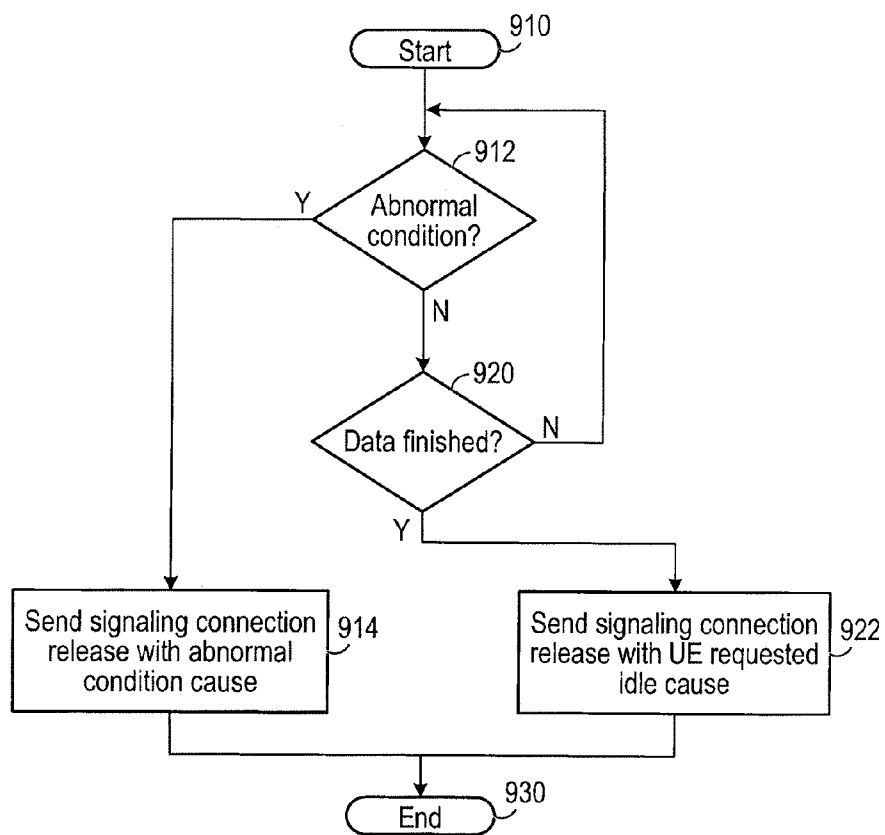 Start
910
912
Y
Abnormal
condition?
N
920
Data finished?
N
Y
Send signaling connection
release with abnormal
condition cause
914
Send signaling connection
release with UE requested
idle cause
922
End
930